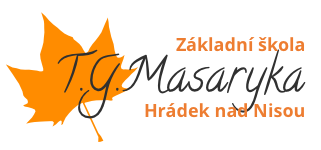 Základní škola
T.G.Masaryka
Hrádek nad Nisou